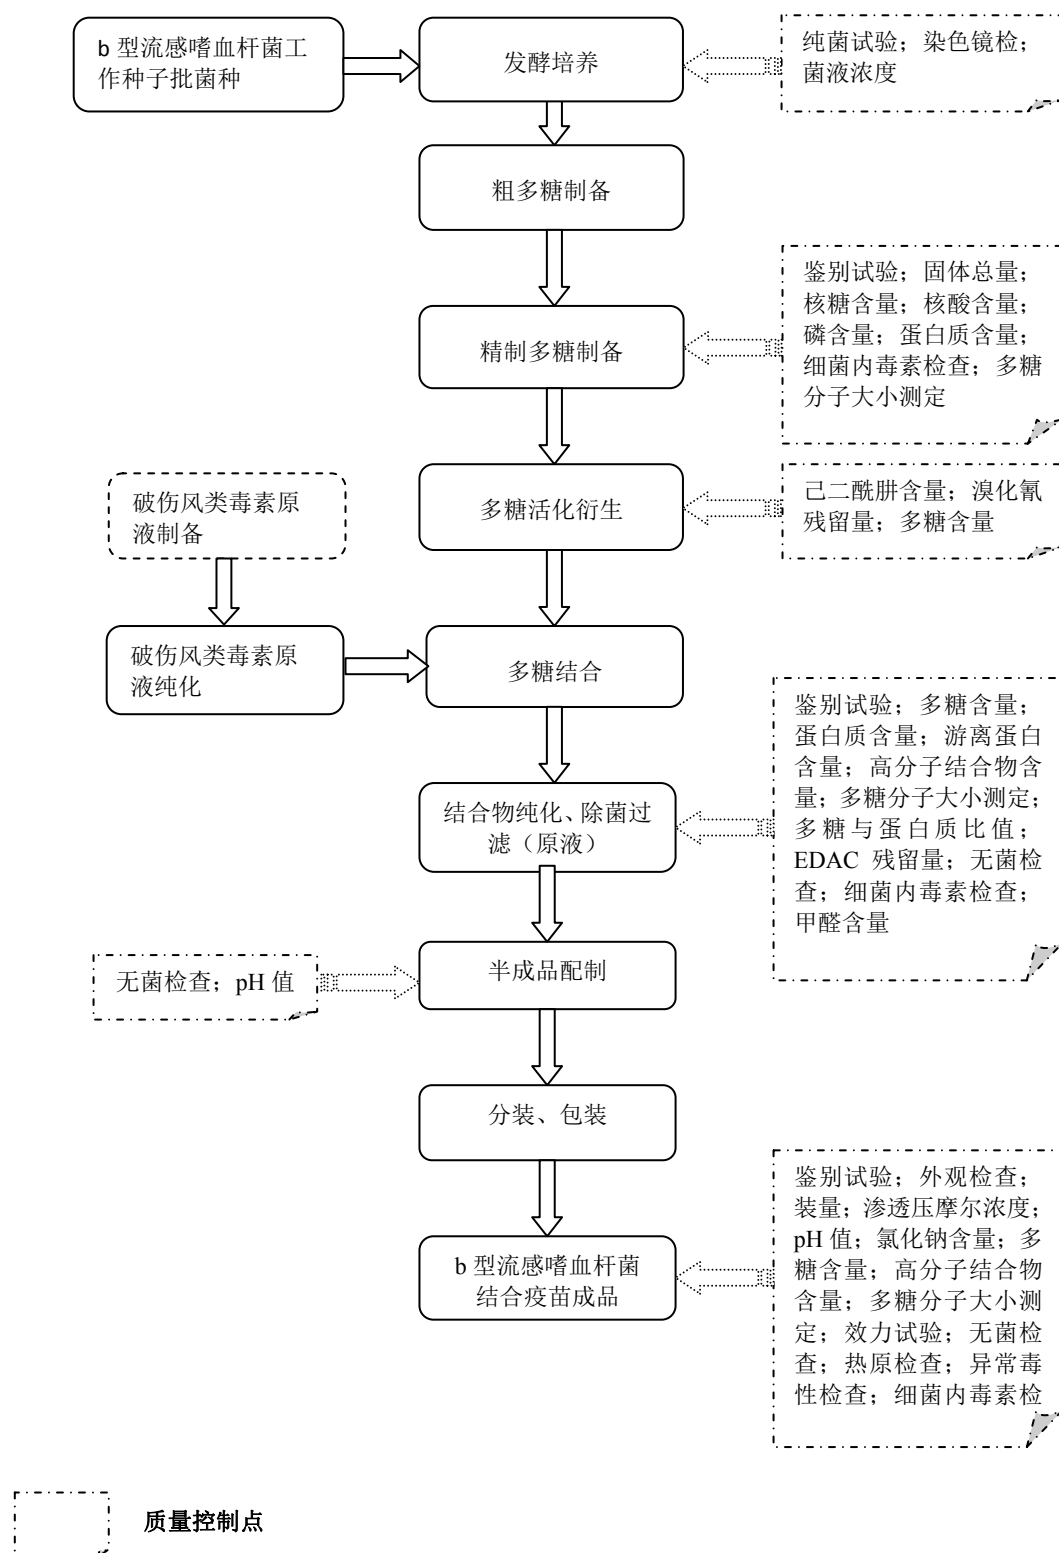 b 型流感嗜血杆菌工
作种子批菌种
发酵培养
纯菌试验；染色镜检；
菌液浓度
粗多糖制备
精制多糖制备
鉴别试验；固体总量；
核糖含量；核酸含量；
磷含量；蛋白质含量；
细菌内毒素检查；多糖
分子大小测定
多糖活化衍生
己二酰肼含量；溴化氰
残留量；多糖含量
破伤风类毒素原
液制备
破伤风类毒素原
液纯化
多糖结合
结合物纯化、除菌过
滤（原液）
鉴别试验；多糖含量；
蛋白质含量；游离蛋白
含量；高分子结合物含
量；多糖分子大小测定；
多糖与蛋白质比值；
EDAC 残留量；无菌检
查；细菌内毒素检查；
甲醛含量
无菌检查；pH 值
半成品配制
分装、包装
b 型流感嗜血杆菌
结合疫苗成品
鉴别试验；外观检查；
装量；渗透压摩尔浓度；
pH 值；氯化钠含量；多
糖含量；高分子结合物
含量；多糖分子大小测
定；效力试验；无菌检
查；热原检查；异常毒
性检查；细菌内毒素检
质量控制点